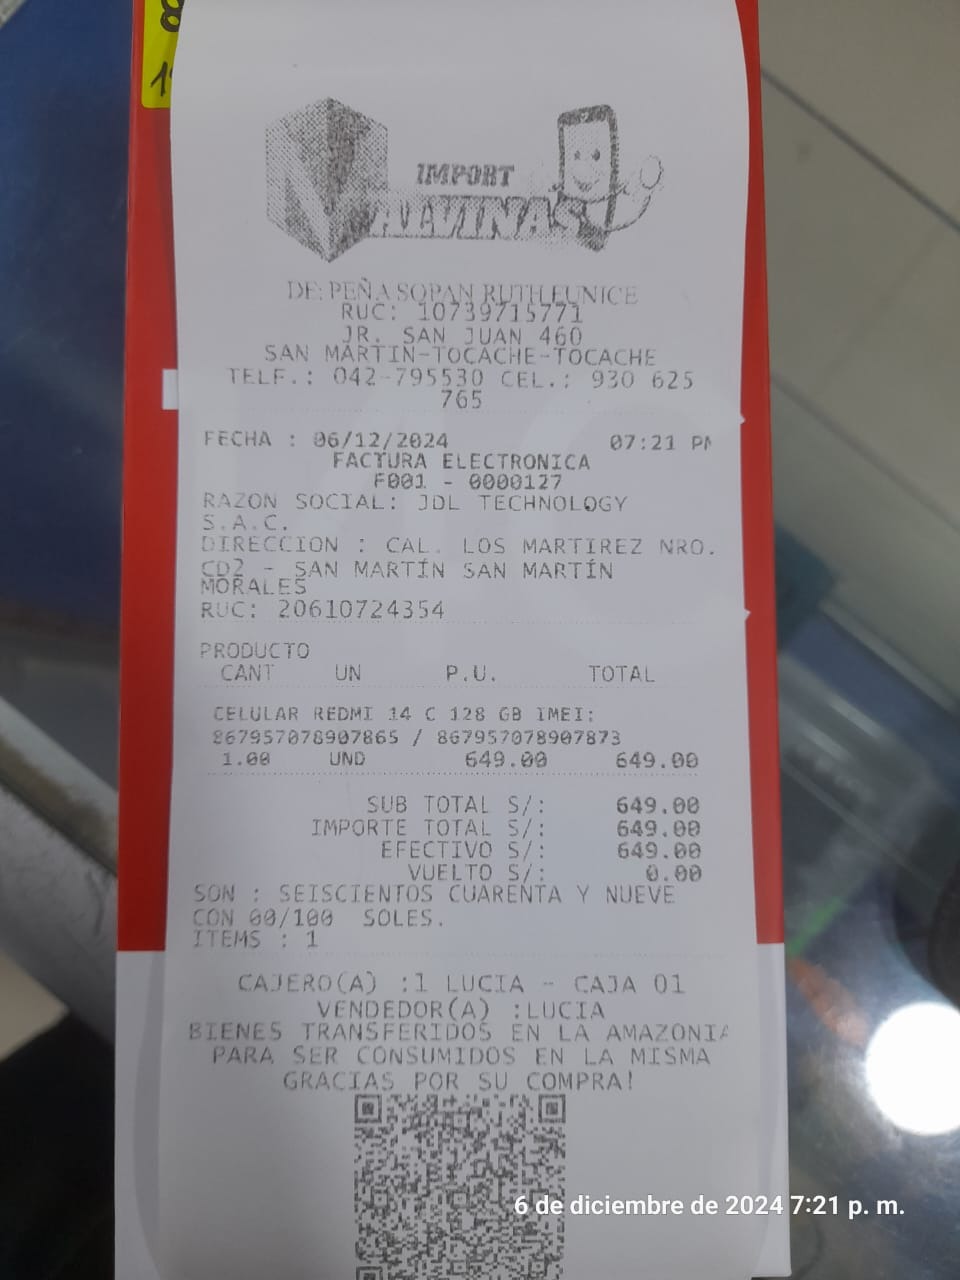 IMPORT
MALVINAS
DE: PEÑA SOPAN RUTH EUNICE
RUC: 10739715771
JR. SAN JUAN 460
SAN MARTIN-TOCACHE-TOCACHE
TELF.: 042-795530 CEL.: 930 625
765
FECHA : 06/12/2024 07:21 PM
FACTURA ELECTRONICA
F001 - 0000127
RAZON SOCIAL: JDL TECHNOLOGY
S.A.C.
DIRECCION : CAL. LOS MARTIREZ NRO.
CD2 - SAN MARTÍN SAN MARTÍN
MORALES
RUC: 20610724354
PRODUCTO
CANT UN P.U. TOTAL
CELULAR REDMI 14 C 128 GB IMEI:
867957078907865 / 867957078907873
1.00 UND 649.00 649.00
SUB TOTAL S/: 649.00
IMPORTE TOTAL S/: 649.00
EFECTIVO S/: 649.00
VUELTO S/: 0.00
SON : SEISCIENTOS CUARENTA Y NUEVE
CON 00/100 SOLES.
ITEMS : 1
CAJERO(A) :1 LUCIA - CAJA 01
VENDEDOR(A) :LUCIA
BIENES TRANSFERIDOS EN LA AMAZONIA
PARA SER CONSUMIDOS EN LA MISMA
GRACIAS POR SU COMPRA!
6 de diciembre de 2024 7:21 p. m.